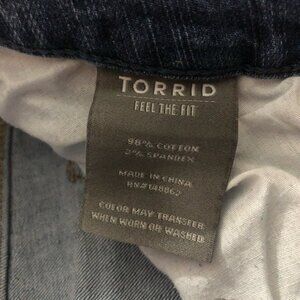 TORRID
FEEL THE FIT
98% COTTON
2% SPANDEX
MADE IN CHINA
RN#148862
COLOR MAY TRANSFER
WHEN WORN OR WASHED